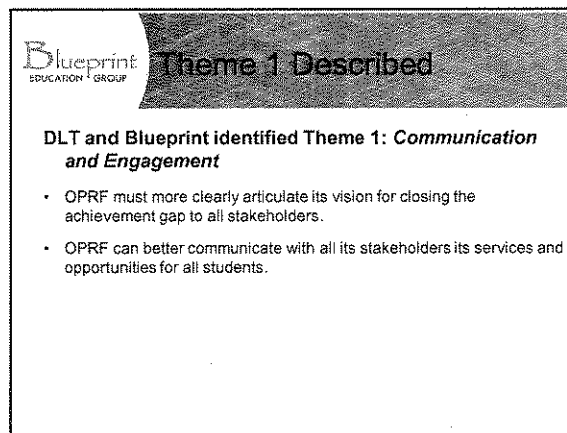 Blueprint
EDUCATION GROUP
Theme 1 Described
DLT and Blueprint identified Theme 1: Communication
and Engagement
• OPRF must more clearly articulate its vision for closing the
achievement gap to all stakeholders.
• OPRF can better communicate with all its stakeholders its services and
opportunities for all students.